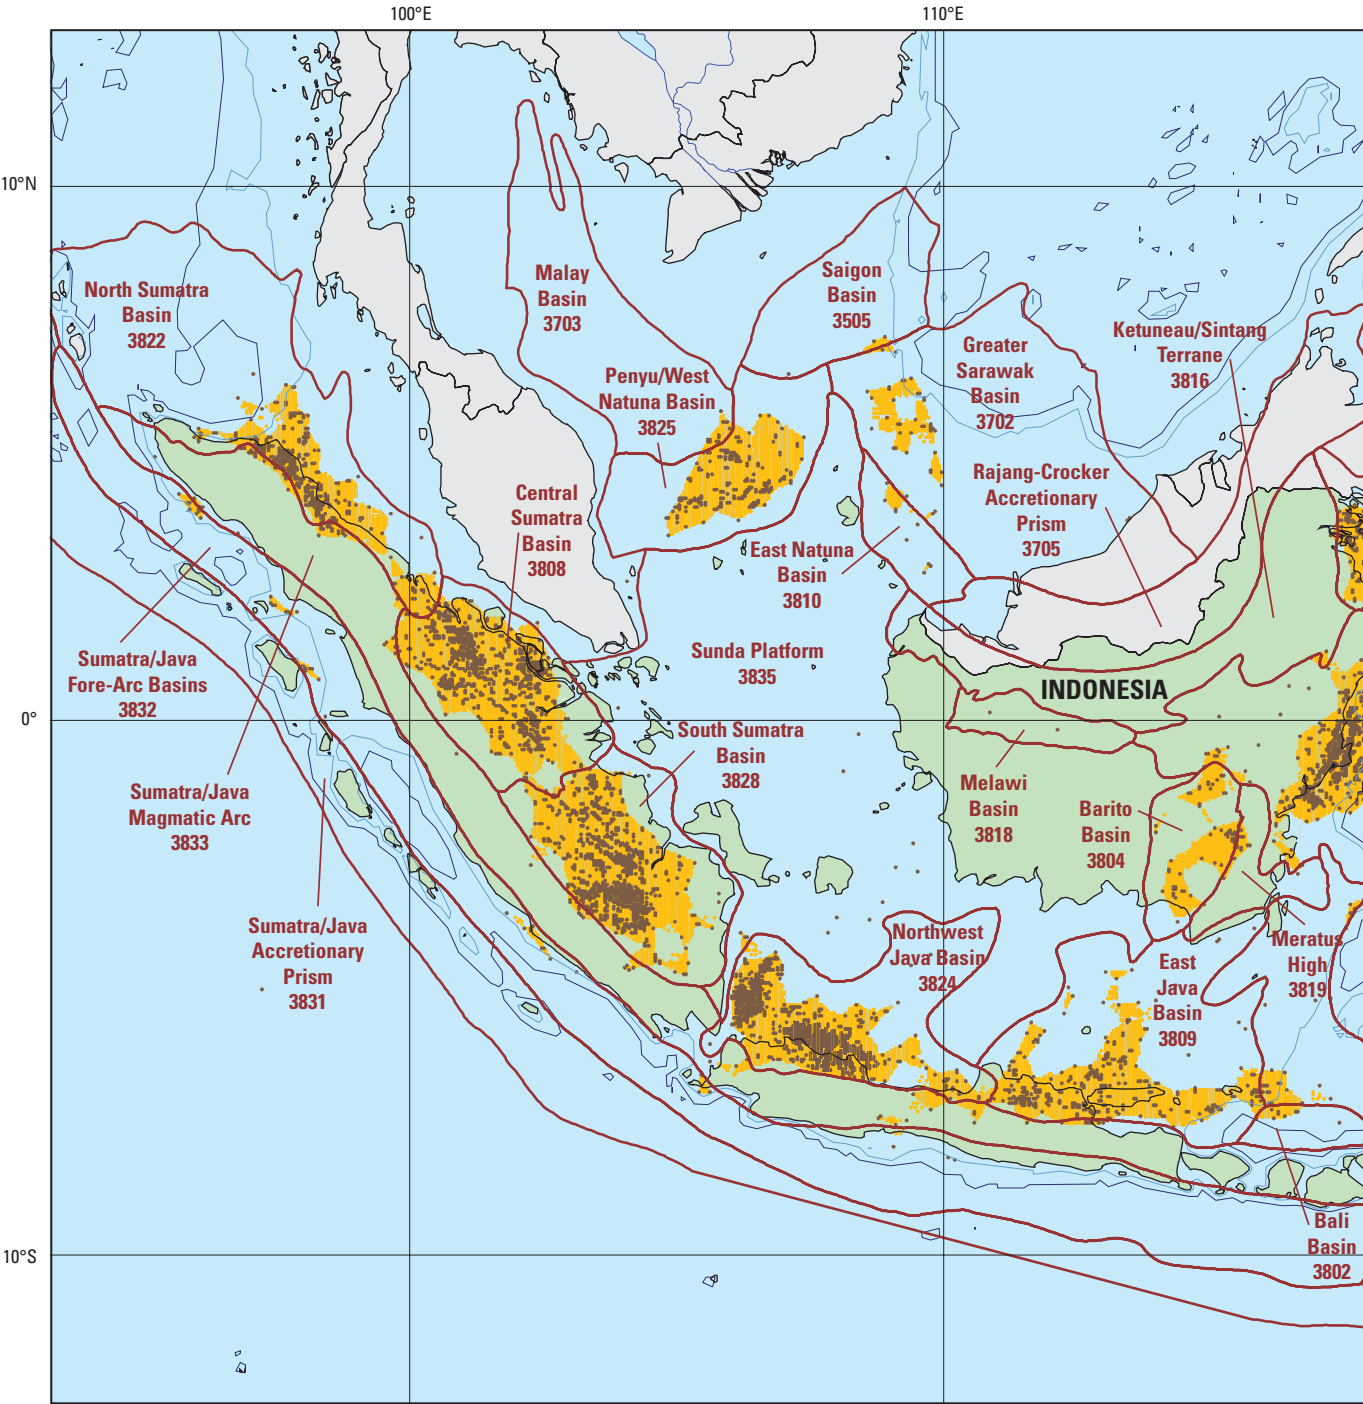 100°E
110°E
10°N
0°
10°S
North Sumatra
Basin
3822
Malay
Basin
3703
Saigon
Basin
3505
Greater
Sarawak
Basin
3702
Ketuneau/Sintang
Terrane
3816
Penyu/West
Natuna Basin
3825
Rajang-Crocker
Accretionary
Prism
3705
Central
Sumatra
Basin
3808
East Natuna
Basin
3810
Sunda Platform
3835
Sumatra/Java
Fore-Arc Basins
3832
INDONESIA
South Sumatra
Basin
3828
Sumatra/Java
Magmatic Arc
3833
Melawi
Basin
3818
Barito
Basin
3804
Sumatra/Java
Accretionary
Prism
3831
Northwest
Java Basin
3824
East
Java
Basin
3809
Meratus
High
3819
Bali
Basin
3802